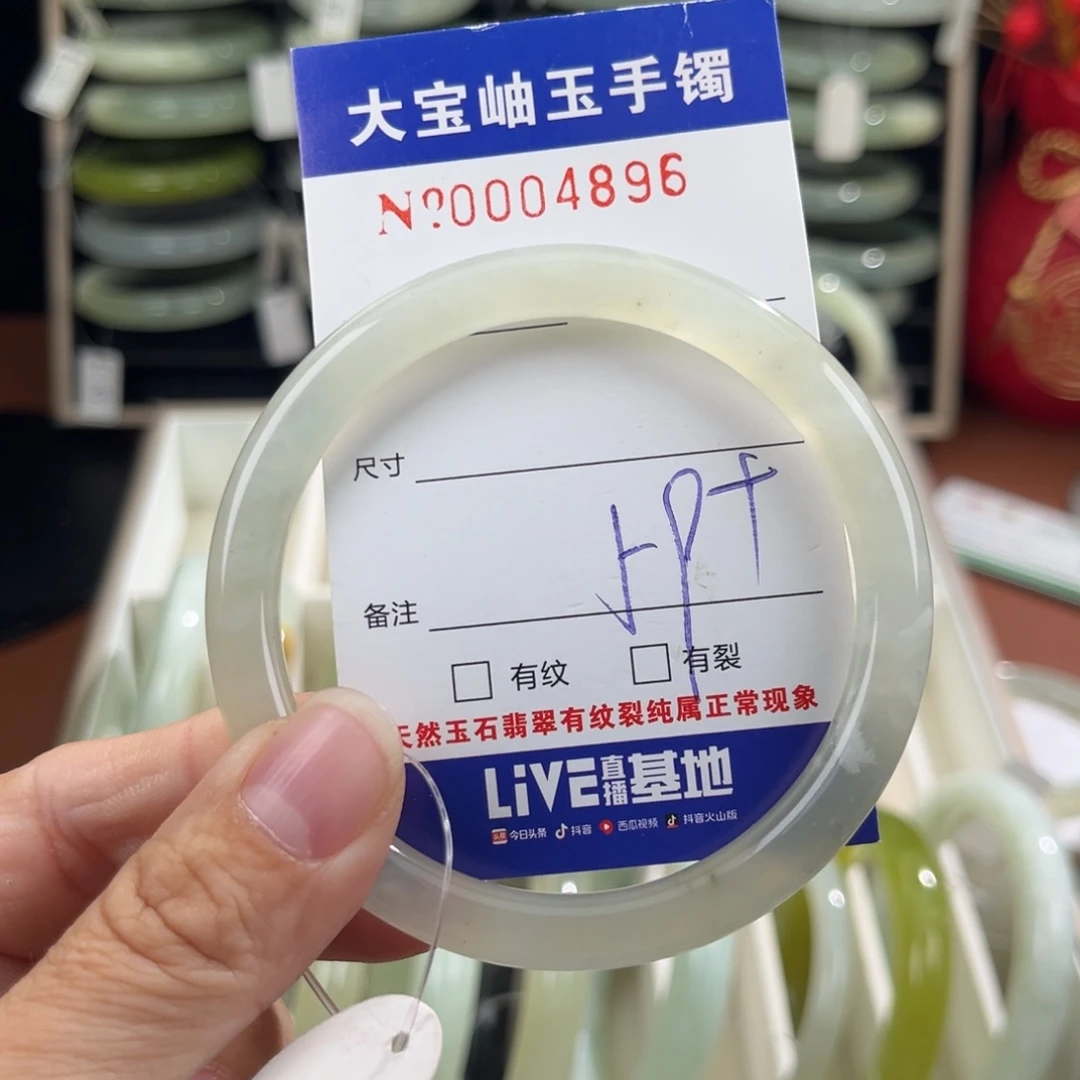 大宝岫玉手镯
Nº0004896
尺寸
备注
有纹 有裂
天然玉石翡翠有纹裂纯属正常现象
LiVE直播基地
头条 今日头条 抖音 西瓜视频 抖音火山版